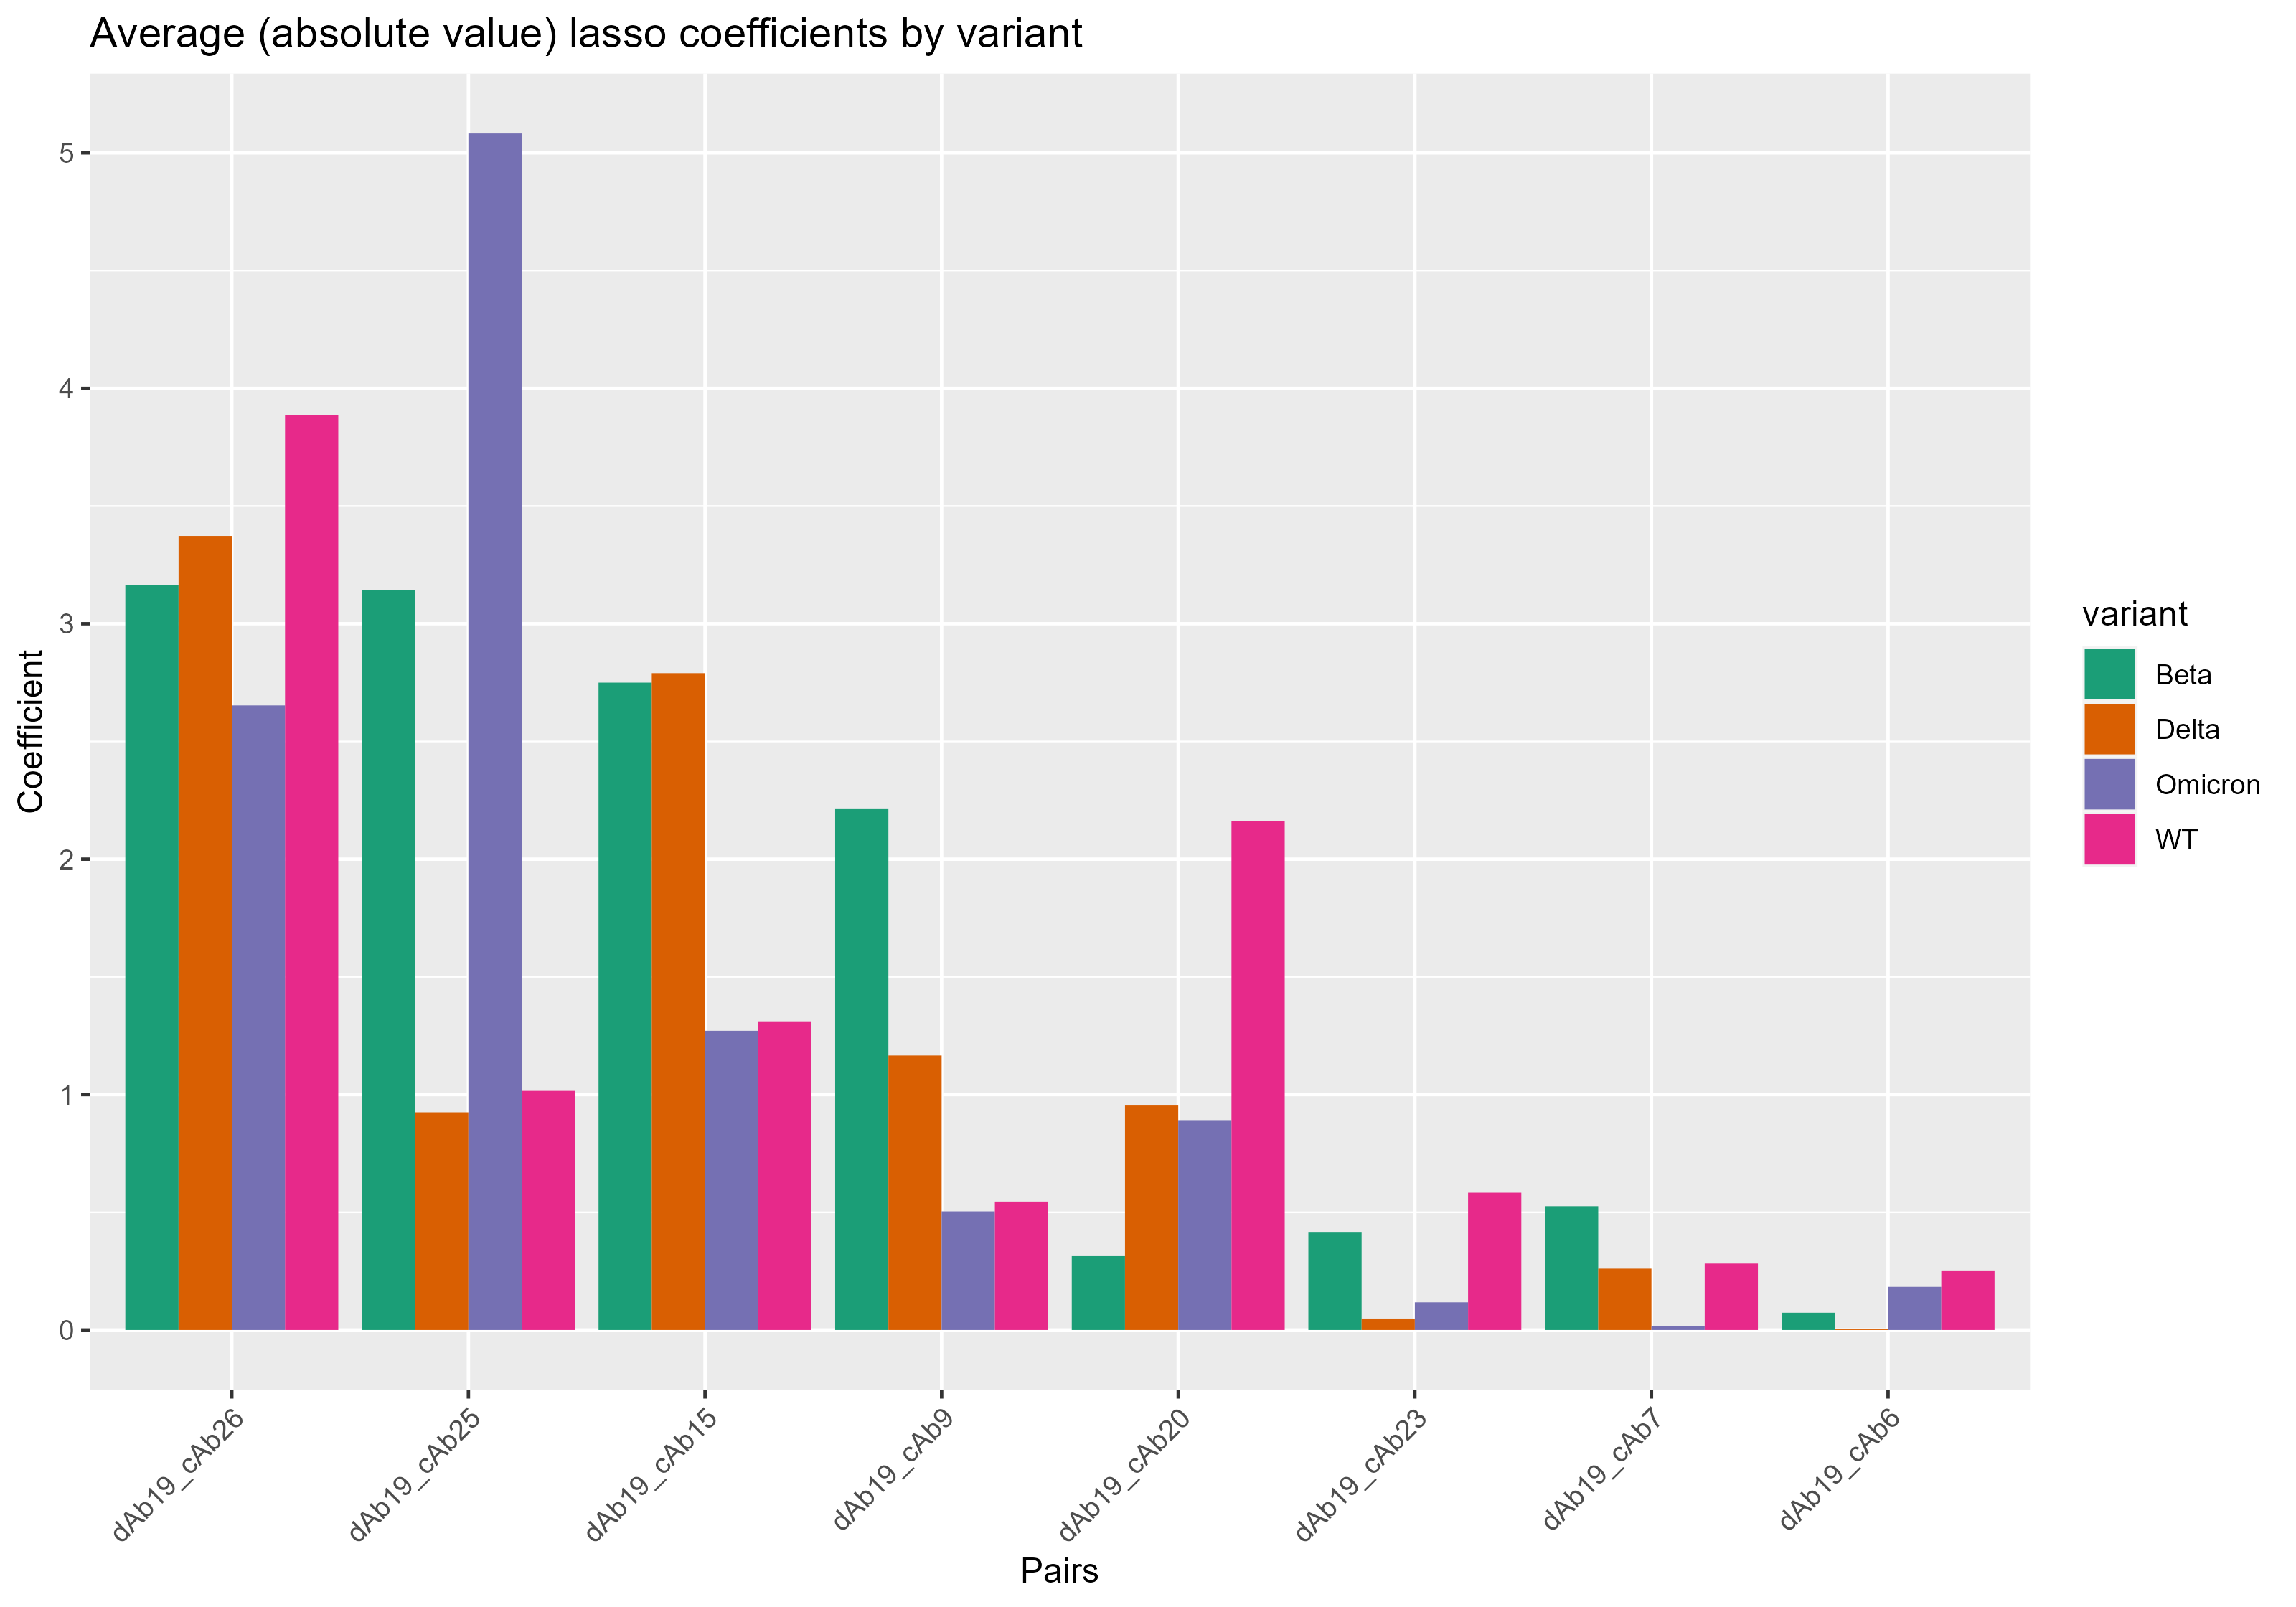 Average (absolute value) lasso coefficients by variant
5
4
3
2
1
0
Coefficient
dAb19_cAb26
dAb19_cAb25
dAb19_cAb15
dAb19_cAb9
dAb19_cAb20
dAb19_cAb23
dAb19_cAb7
dAb19_cAb6
Pairs
variant
Beta
Delta
Omicron
WT